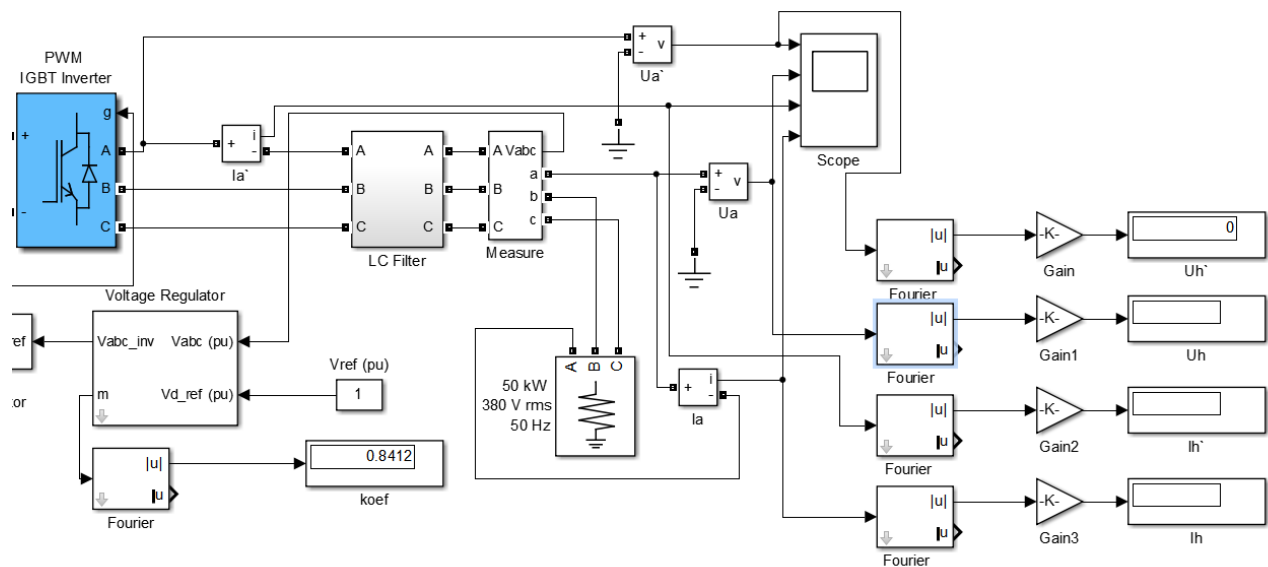 PWM
IGBT Inverter
g
+
A
B
-
C
+
i
-
Ia`
A
B
C
A
B
C
LC Filter
A
B
C
Vabc
a
b
c
Measure
+
-
v
Ua`
+
-
v
Ua
Scope
Voltage Regulator
ref
tor
Vabc_inv
Vabc (pu)
m
Vd_ref (pu)
Vref (pu)
1
|u|
u
Fourier
0.8412
koef
A
B
C
50 kW
380 V rms
50 Hz
+
i
-
Ia
|u|
u
Fourier
-K-
Gain
0
Uh`
|u|
u
Fourier
-K-
Gain1
Uh
|u|
u
Fourier
-K-
Gain2
Ih`
|u|
u
Fourier
-K-
Gain3
Ih